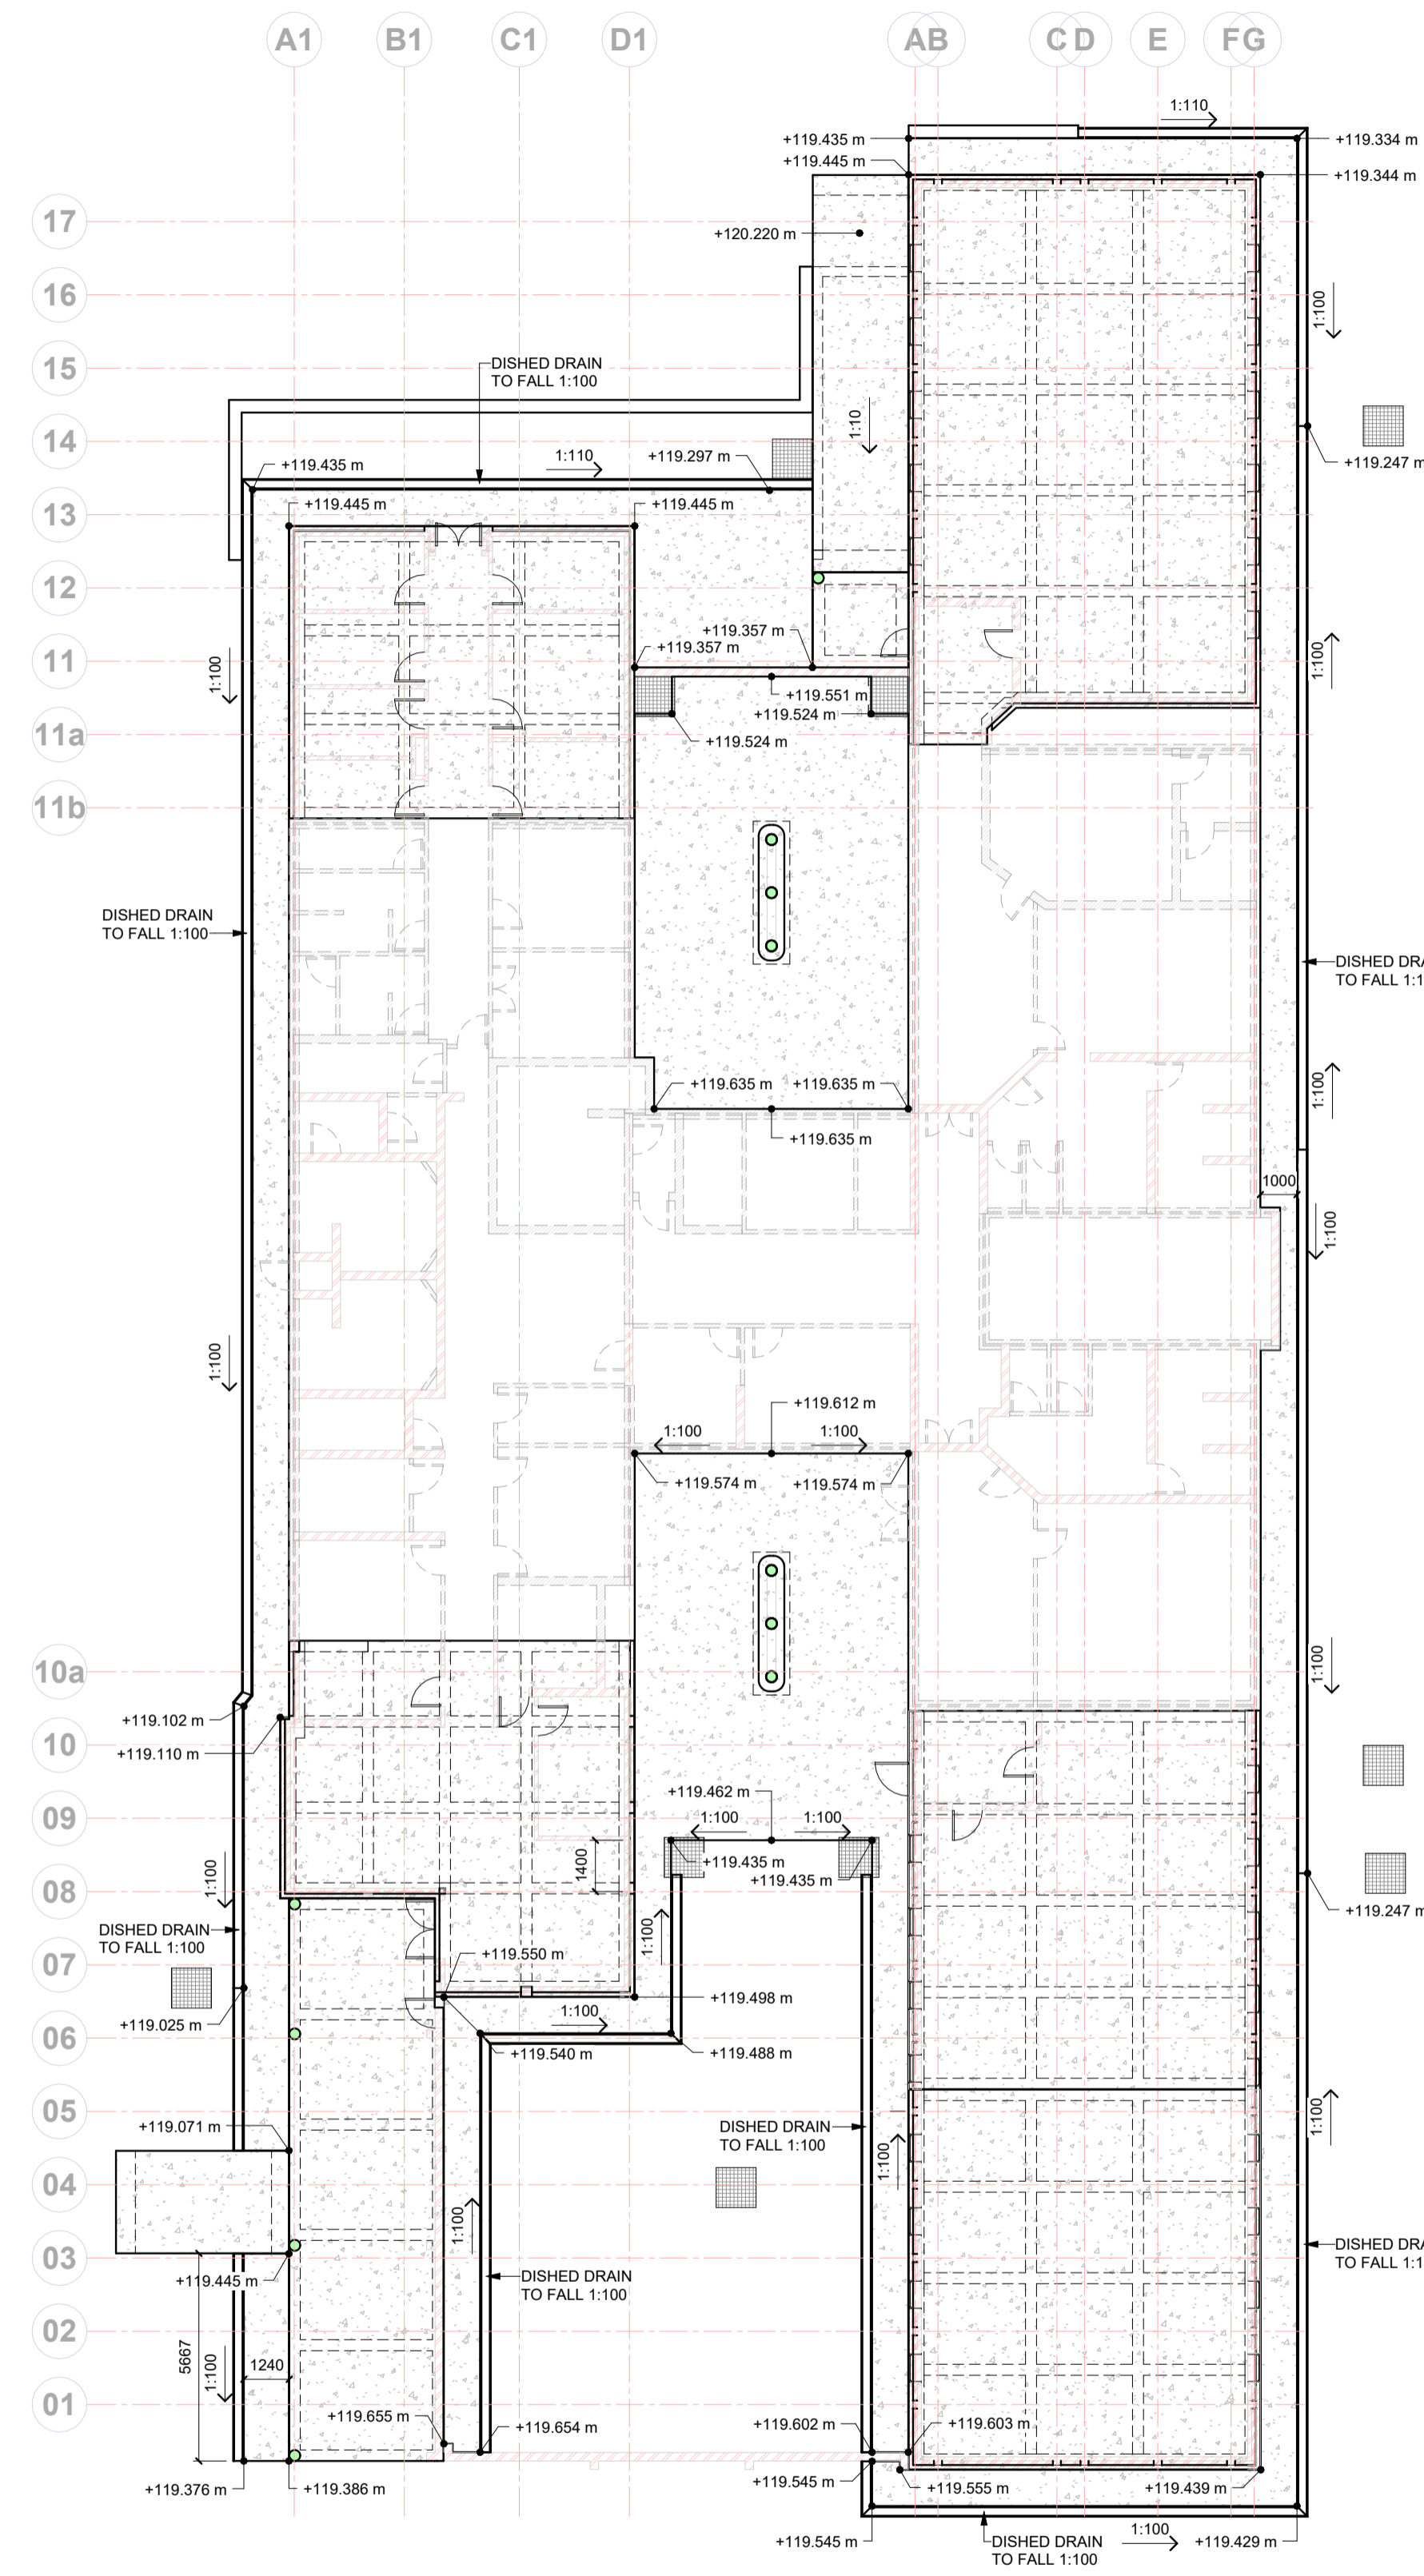 A1 B1 C1 D1 A B C D E F G
1:110
+119.435 m
+119.334 m
+119.445 m
+119.344 m
17
+120.220 m
16
1:100
15
DISHED DRAIN
TO FALL 1:100
14
1:10
1:110
+119.297 m
+119.435 m
+119.247 m
13
+119.445 m
+119.445 m
12
+119.357 m
+119.357 m
11
1:100
1:100
+119.551 m
+119.524 m
11a
+119.524 m
11b
DISHED DRAIN
TO FALL 1:100
DISHED DRA
TO FALL 1:1
1:100
+119.635 m
+119.635 m
+119.635 m
1000
1:100
1:100
+119.612 m
1:100
1:100
+119.574 m
+119.574 m
10a
1:100
+119.102 m
10
+119.110 m
+119.462 m
09
1:100
1:100
1400
+119.435 m
+119.435 m
08
1:100
+119.247 m
DISHED DRAIN
TO FALL 1:100
1:100
07
+119.550 m
+119.498 m
1:100
+119.025 m
06
+119.540 m
+119.488 m
05
+119.071 m
DISHED DRAIN
TO FALL 1:100
1:100
1:100
04
1:100
03
DISHED DRA
TO FALL 1:1
+119.445 m
DISHED DRAIN
TO FALL 1:100
02
5667
1:100
1240
01
+119.655 m
+119.654 m
+119.602 m
+119.603 m
+119.376 m
+119.386 m
+119.545 m
+119.555 m
+119.439 m
+119.545 m
DISHED DRAIN
TO FALL 1:100
1:100
+119.429 m